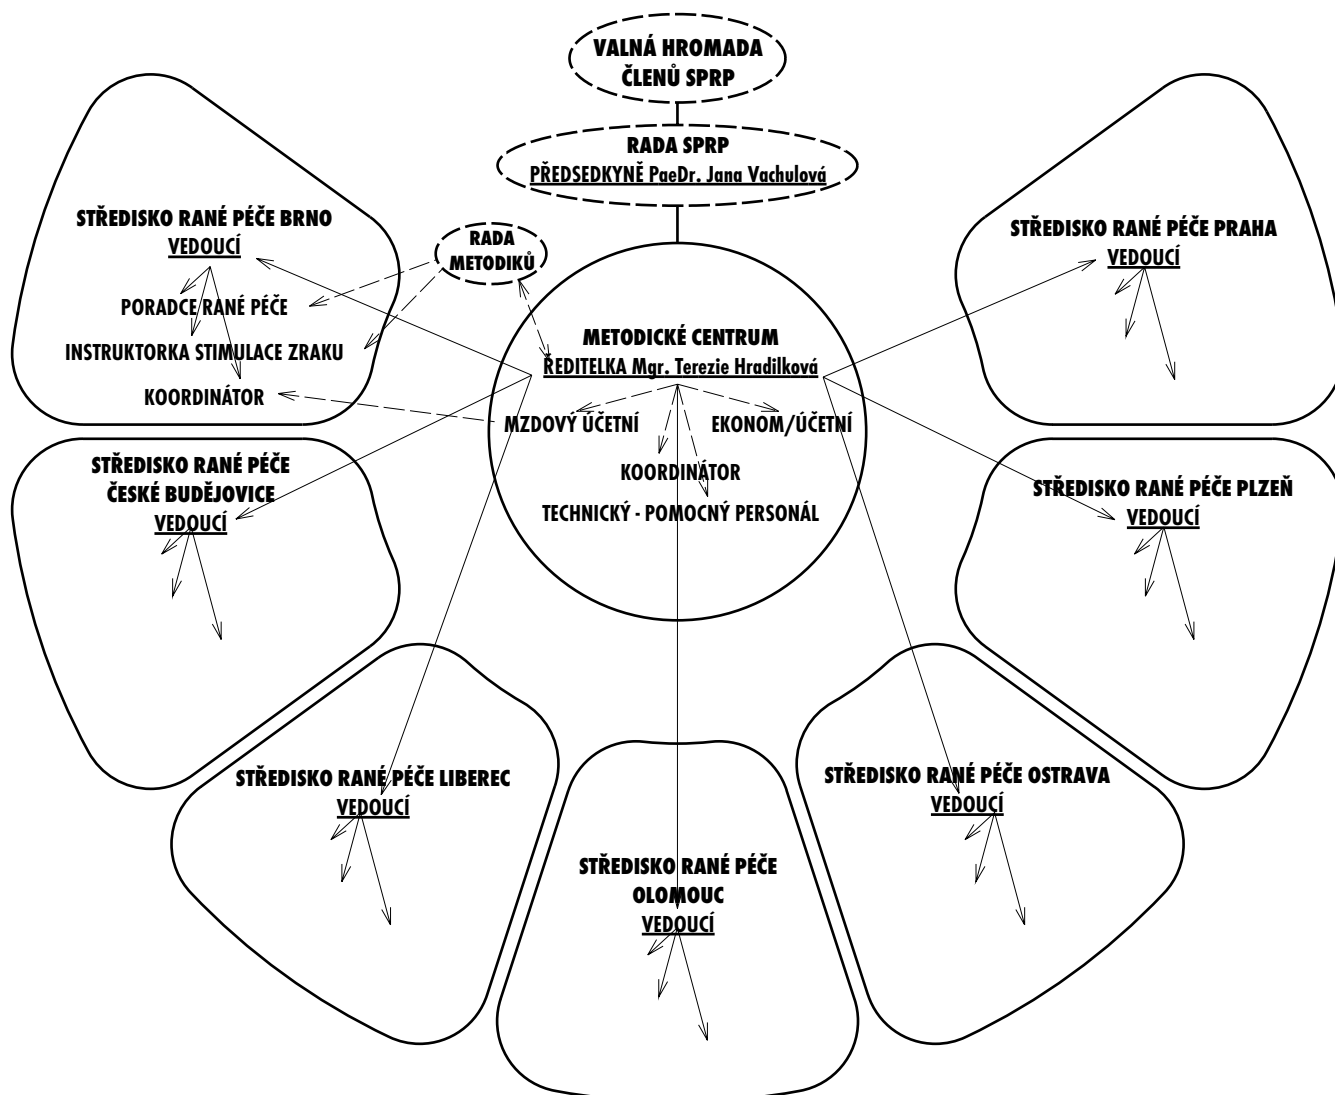 VALNÁ HROMADA
ČLENŮ SPRP
RADA SPRP
PŘEDSEDKYNĚ PaeDr. Jana Vachulová
STŘEDISKO RANÉ PÉČE BRNO
VEDOUCÍ
PORADCE RANÉ PÉČE
INSTRUKTORKA STIMULACE ZRAKU
KOORDINÁTOR
RADA
METODIKŮ
STŘEDISKO RANÉ PÉČE PRAHA
VEDOUCÍ
METODICKÉ CENTRUM
ŘEDITELKA Mgr. Terezie Hradilková
MZDOVÝ ÚČETNÍ
EKONOM/ÚČETNÍ
KOORDINÁTOR
TECHNICKÝ - POMOCNÝ PERSONÁL
STŘEDISKO RANÉ PÉČE
ČESKÉ BUDĚJOVICE
VEDOUCÍ
STŘEDISKO RANÉ PÉČE PLZEŇ
VEDOUCÍ
STŘEDISKO RANÉ PÉČE LIBEREC
VEDOUCÍ
STŘEDISKO RANÉ PÉČE OSTRAVA
VEDOUCÍ
STŘEDISKO RANÉ PÉČE
OLOMOUC
VEDOUCÍ